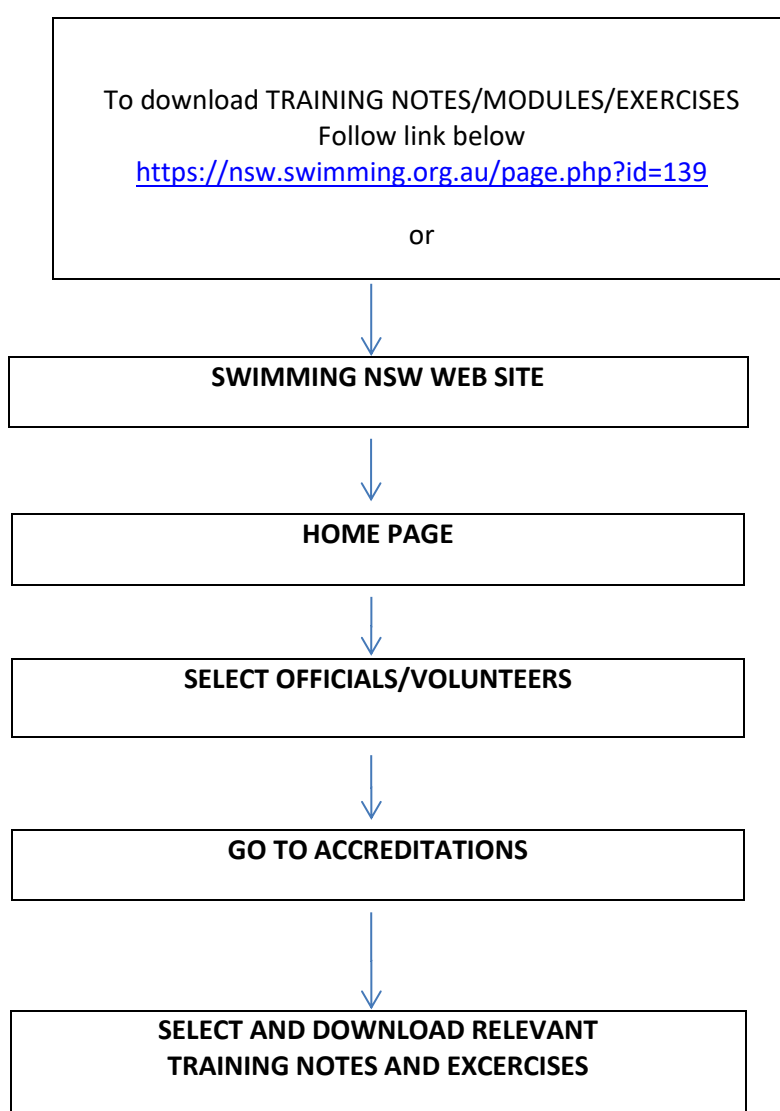 To download TRAINING NOTES/MODULES/EXERCISES
Follow link below
https://nsw.swimming.org.au/page.php?id=139
or
SWIMMING NSW WEB SITE
HOME PAGE
SELECT OFFICIALS/VOLUNTEERS
GO TO ACCREDITATIONS
SELECT AND DOWNLOAD RELEVANT
TRAINING NOTES AND EXCERCISES